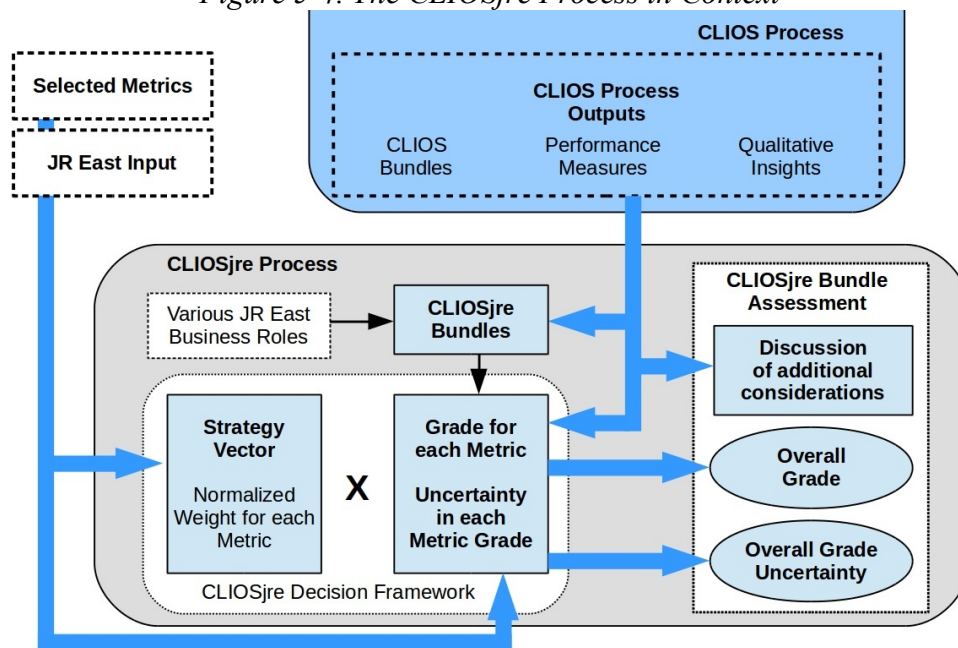 Figure 3-4: The CLIOSjre Process in Context
CLIOS Process
Selected Metrics
JR East Input
CLIOS Process
Outputs
CLIOS
Bundles
Performance
Measures
Qualitative
Insights
CLIOSjre Process
Various JR East
Business Roles
CLIOSjre
Bundles
CLIOSjre Bundle
Assessment
Discussion
of additional
considerations
Strategy
Vector
Normalized
Weight for each
Metric
X
Grade for
each Metric
Uncertainty
in each
Metric Grade
Overall
Grade
Overall Grade
Uncertainty
CLIOSjre Decision Framework